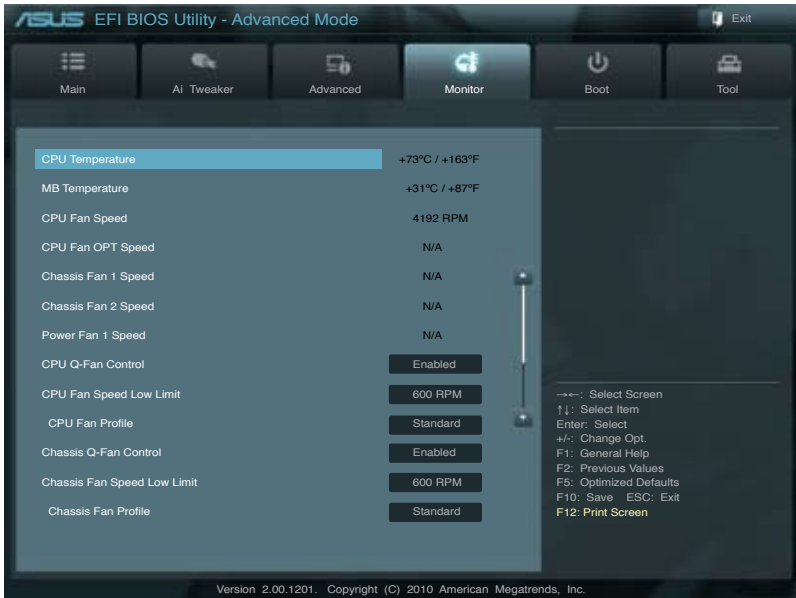 ASUS EFI BIOS Utility - Advanced Mode
Exit
Main
Ai Tweaker
Advanced
Monitor
Boot
Tool
CPU Temperature +73ºC / +163ºF
MB Temperature +31ºC / +87ºF
CPU Fan Speed 4192 RPM
CPU Fan OPT Speed N/A
Chassis Fan 1 Speed N/A
Chassis Fan 2 Speed N/A
Power Fan 1 Speed N/A
CPU Q-Fan Control Enabled
CPU Fan Speed Low Limit 600 RPM
CPU Fan Profile Standard
Chassis Q-Fan Control Enabled
Chassis Fan Speed Low Limit 600 RPM
Chassis Fan Profile Standard
→←: Select Screen
↑↓: Select Item
Enter: Select
+/-: Change Opt.
F1: General Help
F2: Previous Values
F5: Optimized Defaults
F10: Save ESC: Exit
F12: Print Screen
Version 2.00.1201. Copyright (C) 2010 American Megatrends, Inc.